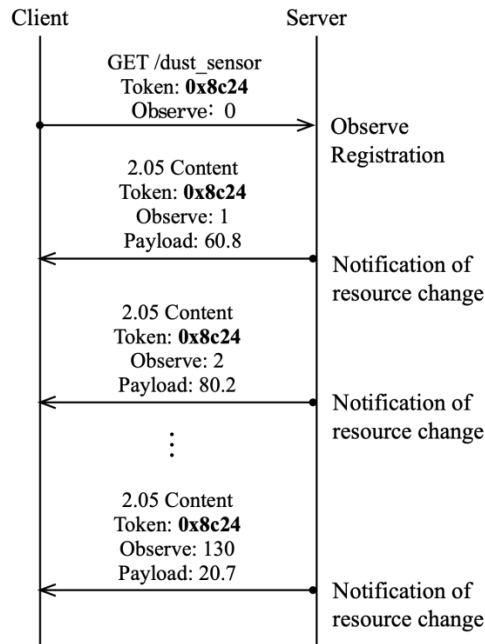 Client
Server
GET /dust_sensor
Token: 0x8c24
Observe: 0
Observe
Registration
2.05 Content
Token: 0x8c24
Observe: 1
Payload: 60.8
Notification of
resource change
2.05 Content
Token: 0x8c24
Observe: 2
Payload: 80.2
Notification of
resource change
⋮
2.05 Content
Token: 0x8c24
Observe: 130
Payload: 20.7
Notification of
resource change